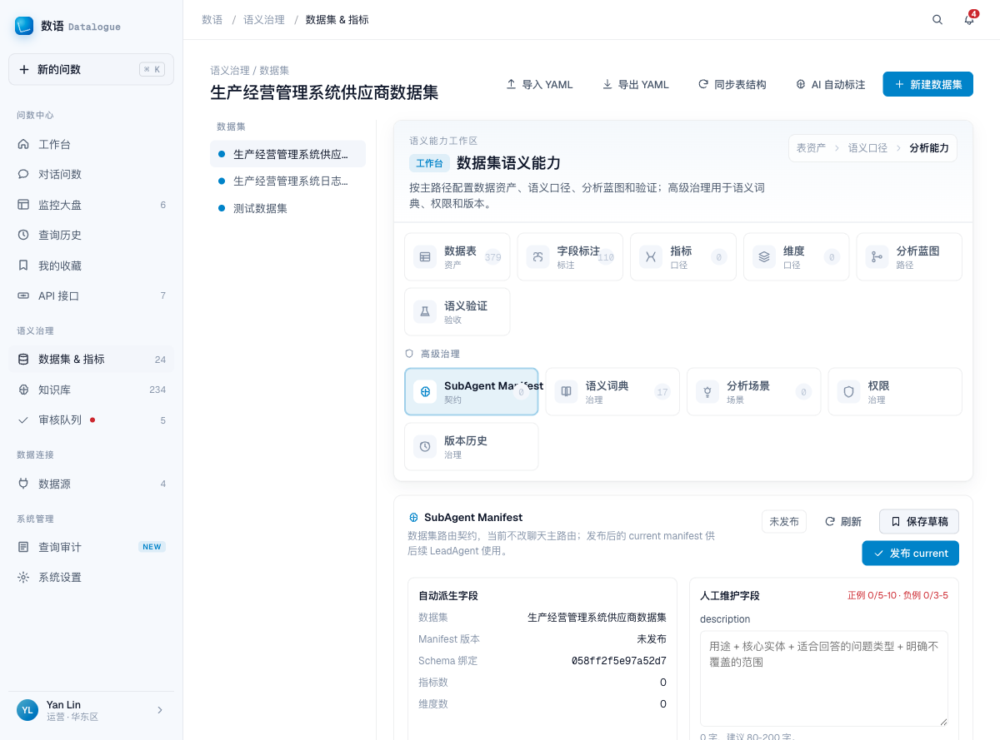 数语 Datalogue
新的问数 ⌘ K
问数中心
工作台
对话问数
监控大盘 6
查询历史
我的收藏
API 接口 7
语义治理
数据集 & 指标 24
知识库 234
审核队列 5
数据连接
数据源 4
系统管理
查询审计 NEW
系统设置
YL
Yan Lin
运营 · 华东区
数语 / 语义治理 / 数据集 & 指标
4
语义治理 / 数据集
生产经营管理系统供应商数据集
导入 YAML
导出 YAML
同步表结构
AI 自动标注
新建数据集
数据集
生产经营管理系统供应...
生产经营管理系统日志...
测试数据集
语义能力工作区
工作台 数据集语义能力
按主路径配置数据资产、语义口径、分析蓝图和验证；高级治理用于语义词
典、权限和版本。
表资产 > 语义口径 > 分析能力
数据表 379
资产
字段标注 110
标注
指标 0
口径
维度 0
口径
分析蓝图
路径
语义验证
验收
高级治理
SubAgent Manifest 0
契约
语义词典 17
治理
分析场景 0
场景
权限
治理
版本历史
治理
SubAgent Manifest
数据集路由契约，当前不改聊天主路由；发布后的 current manifest 供
后续 LeadAgent 使用。
未发布
刷新
保存草稿
发布 current
自动派生字段
数据集 生产经营管理系统供应商数据集
Manifest 版本 未发布
Schema 绑定 058ff2f5e97a52d7
指标数 0
维度数 0
人工维护字段 正例 0/5-10 · 负例 0/3-5
description
用途 + 核心实体 + 适合回答的问题类型 + 明确不
覆盖的范围
0 字，建议 80-200 字。